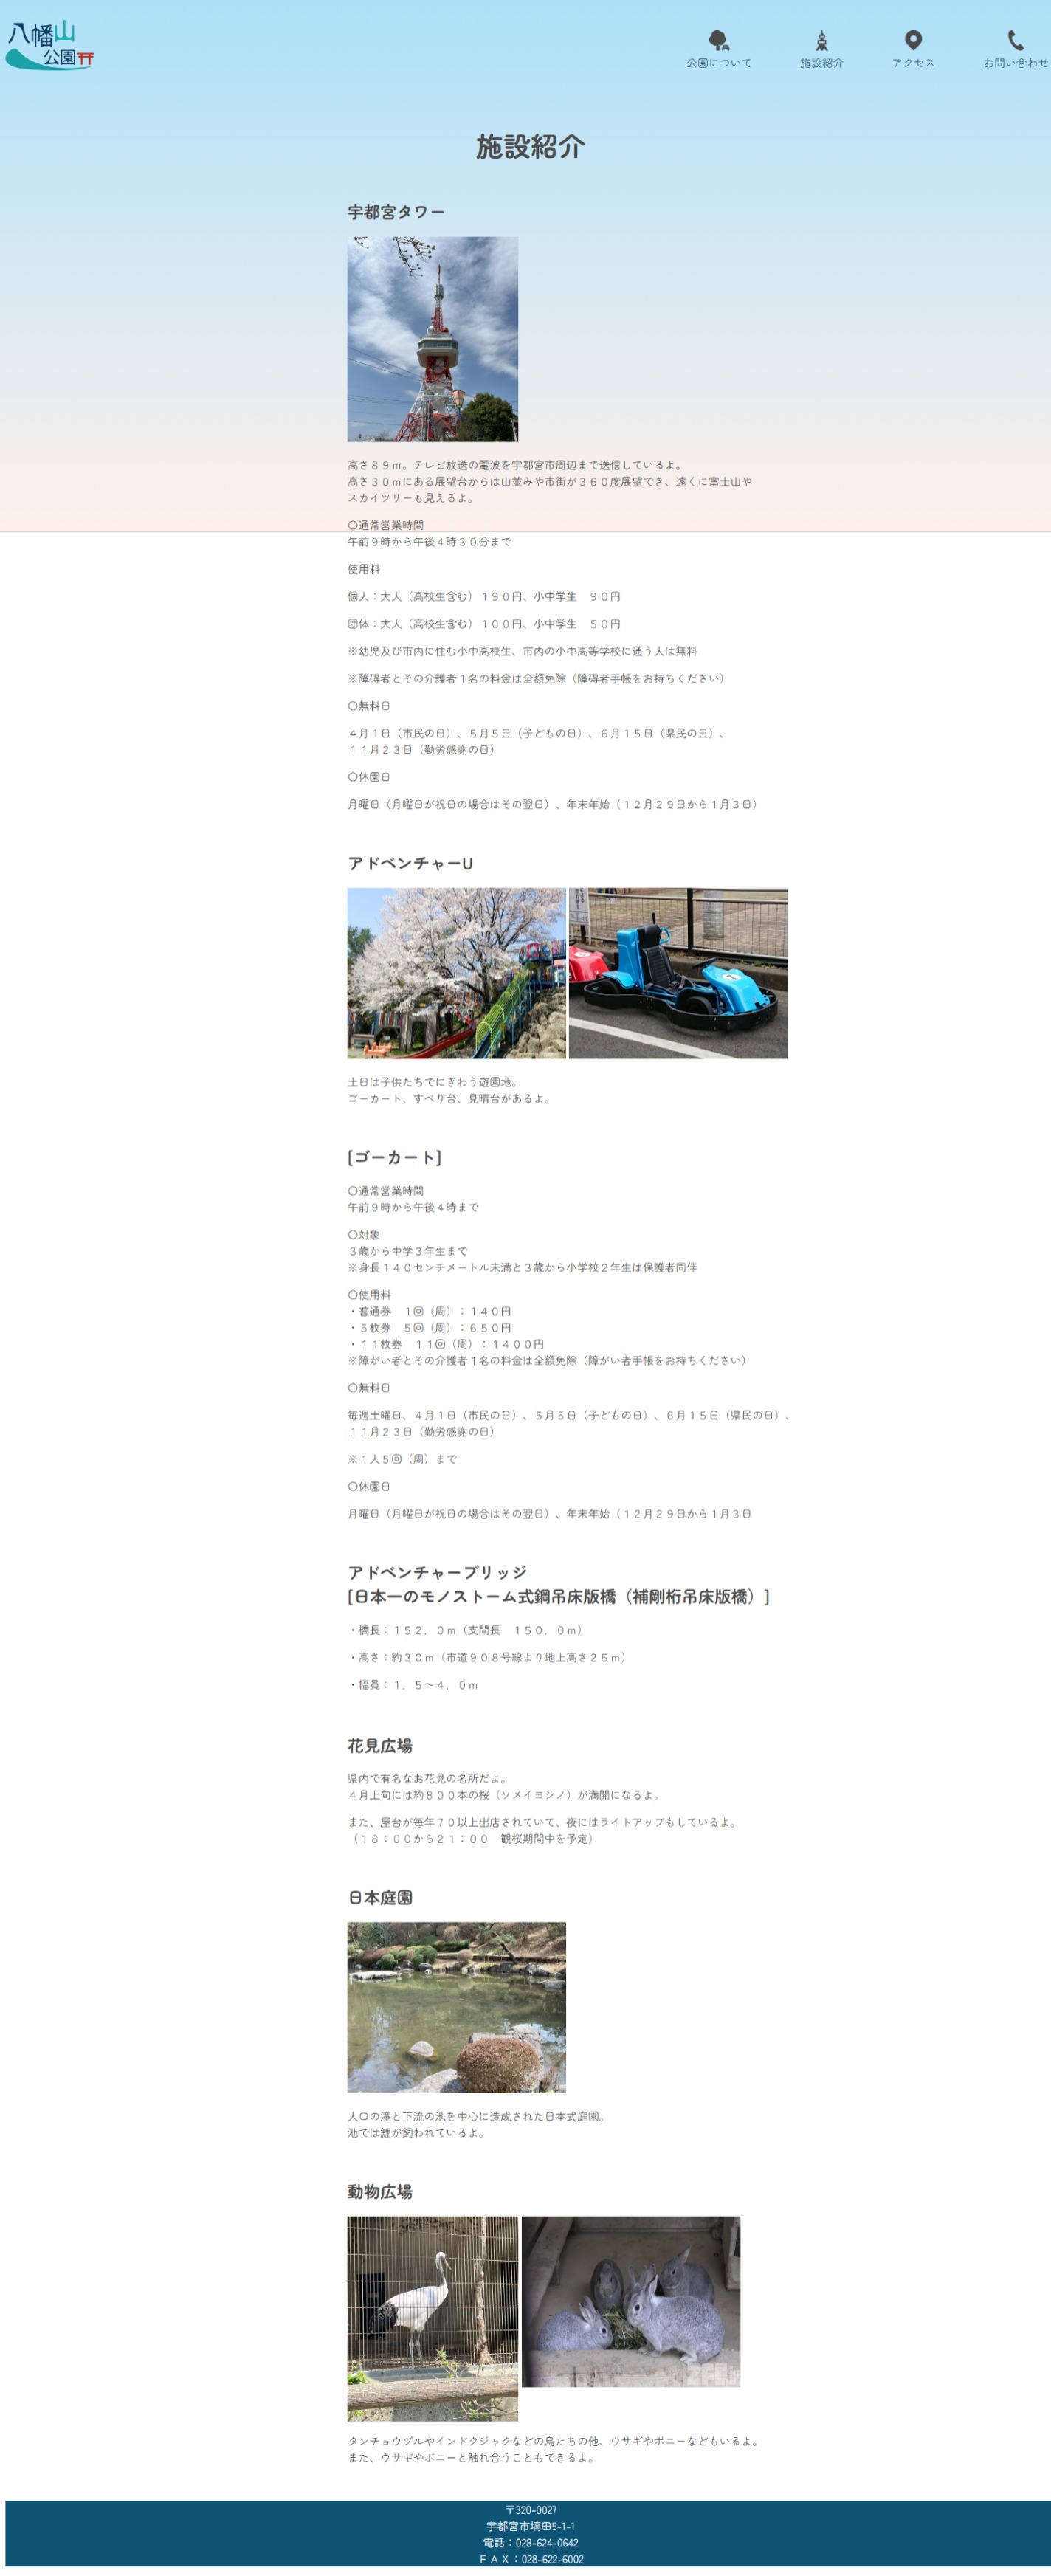 八幡山
公園
公園について
施設紹介
アクセス
お問い合わせ
施設紹介
宇都宮タワー
高さ８９ｍ。テレビ放送の電波を宇都宮市周辺まで送信しているよ。
高さ３０ｍにある展望台からは山並みや市街が３６０度展望でき、遠くに富士山や
スカイツリーも見えるよ。
〇通常営業時間
午前９時から午後４時３０分まで
使用料
個人：大人（高校生含む）１９０円、小中学生　９０円
団体：大人（高校生含む）１００円、小中学生　５０円
※幼児及び市内に住む小中高校生、市内の小中高等学校に通う人は無料
※障碍者とその介護者１名の料金は全額免除（障碍者手帳をお持ちください）
〇無料日
４月１日（市民の日）、５月５日（子どもの日）、６月１５日（県民の日）、
１１月２３日（勤労感謝の日）
〇休園日
月曜日（月曜日が祝日の場合はその翌日）、年末年始（１２月２９日から１月３日）
アドベンチャーU
土日は子供たちでにぎわう遊園地。
ゴーカート、すべり台、見晴台があるよ。
[ゴーカート]
〇通常営業時間
午前９時から午後４時まで
〇対象
３歳から中学３年生まで
※身長１４０センチメートル未満と３歳から小学校２年生は保護者同伴
〇使用料
・普通券　１回（周）：１４０円
・５枚券　５回（周）：６５０円
・１１枚券　１１回（周）：１４００円
※障がい者とその介護者１名の料金は全額免除（障がい者手帳をお持ちください）
〇無料日
毎週土曜日、４月１日（市民の日）、５月５日（子どもの日）、６月１５日（県民の日）、
１１月２３日（勤労感謝の日）
※１人５回（周）まで
〇休園日
月曜日（月曜日が祝日の場合はその翌日）、年末年始（１２月２９日から１月３日
アドベンチャーブリッジ
[日本一のモノストーム式鋼吊床版橋（補剛桁吊床版橋）]
・橋長：１５２．０ｍ（支間長　１５０．０ｍ）
・高さ：約３０ｍ（市道９０８号線より地上高さ２５ｍ）
・幅員：１．５～４．０ｍ
花見広場
県内で有名なお花見の名所だよ。
４月上旬には約８００本の桜（ソメイヨシノ）が満開になるよ。
また、屋台が毎年７０以上出店されていて、夜にはライトアップもしているよ。
（１８：００から２１：００　観桜期間中を予定）
日本庭園
人口の滝と下流の池を中心に造成された日本式庭園。
池では鯉が飼われているよ。
動物広場
タンチョウヅルやインドクジャクなどの鳥たちの他、ウサギやポニーなどもいるよ。
また、ウサギやポニーと触れ合うこともできるよ。
〒320-0027
宇都宮市塙田5-1-1
電話：028-624-0642
ＦＡＸ：028-622-6002